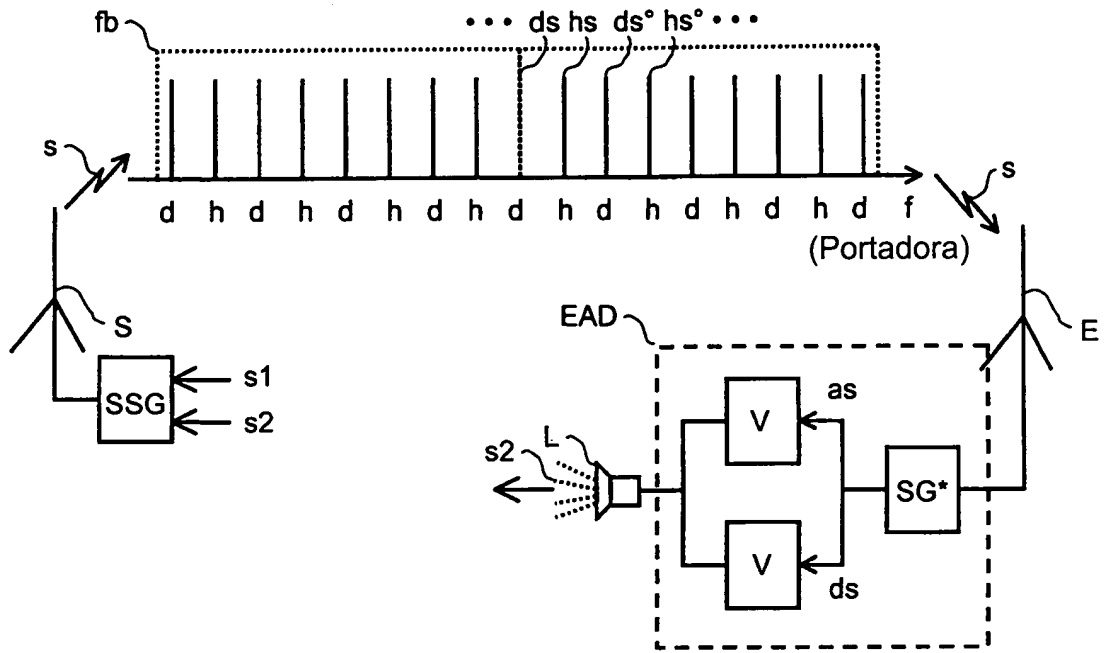 fb
• • • ds hs ds° hs° • • •
s
s
d h d h d h d h d h d h d h d h d f
(Portadora)
S
SSG
s1
s2
EAD
E
as
V
L
s2
SG*
V
ds